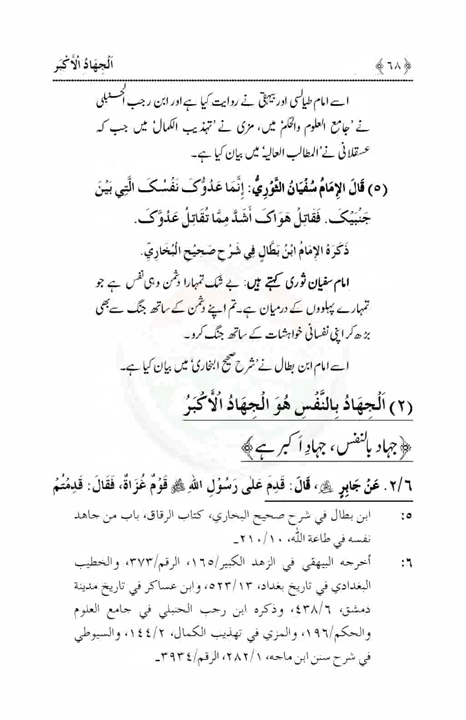 ﴿٦٨﴾ اَلْجِهَادُ الْأَكْبَر
اسے امام طیالسی اور بیہقی نے روایت کیا ہے اور ابن رجب الحنبلی
نے ’جامع العلوم والحکم‘ میں، مزی نے ’تہذیب الکمال‘ میں جب کہ
عسقلانی نے ’المطالب العالیہ‘ میں بیان کیا ہے۔
(٥) قَالَ الإِمَامُ سُفْيَانُ الثَّوْرِيُّ: إِنَّمَا عَدُوُّكَ نَفْسُكَ الَّتِي بَيْنَ
جَنْبَيْكَ. فَقَاتِلْ هَوَاكَ أَشَدَّ مِمَّا تُقَاتِلُ عَدُوَّكَ.
ذَكَرَهُ الإِمَامُ ابْنُ بَطَّالٍ فِي شَرْحِ صَحِيْحِ الْبُخَارِيِّ.
امام سفیان ثوری کہتے ہیں: بے شک تمہارا دشمن وہی نفس ہے جو
تمہارے پہلووں کے درمیان ہے۔ تم اپنے دشمن کے ساتھ جنگ سے بھی
بڑھ کر اپنی نفسانی خواہشات کے ساتھ جنگ کرو۔
اسے امام ابن بطال نے ’شرح صحیح البخاری‘ میں بیان کیا ہے۔
(٢) اَلْجِهَادُ بِالنَّفْسِ هُوَ الْجِهَادُ الْأَكْبَرُ
﴿جہاد بالنفس، جہادِ اَکبر ہے﴾
٢/٦. عَنْ جَابِرٍ ﷺ، قَالَ: قَدِمَ عَلَى رَسُوْلِ اللهِ ﷺ قَوْمٌ غُزَاةٌ، فَقَالَ: قَدِمْتُمْ
٥: ابن بطال في شرح صحيح البخاري، كتاب الرقاق، باب من جاهد
نفسه في طاعة الله، ١٠/٢١٠۔
٦: أخرجه البيهقي في الزهد الكبير/١٦٥، الرقم/٣٧٣، والخطيب
البغدادي في تاريخ بغداد، ١٣/٥٢٣، وابن عساكر في تاريخ مدينة
دمشق، ٦/٤٣٨، وذكره ابن رجب الحنبلي في جامع العلوم
والحكم/١٩٦، والمزي في تهذيب الكمال، ٢/١٤٤، والسيوطي
في شرح سنن ابن ماجه، ١/٢٨٢، الرقم/٣٩٣٤۔